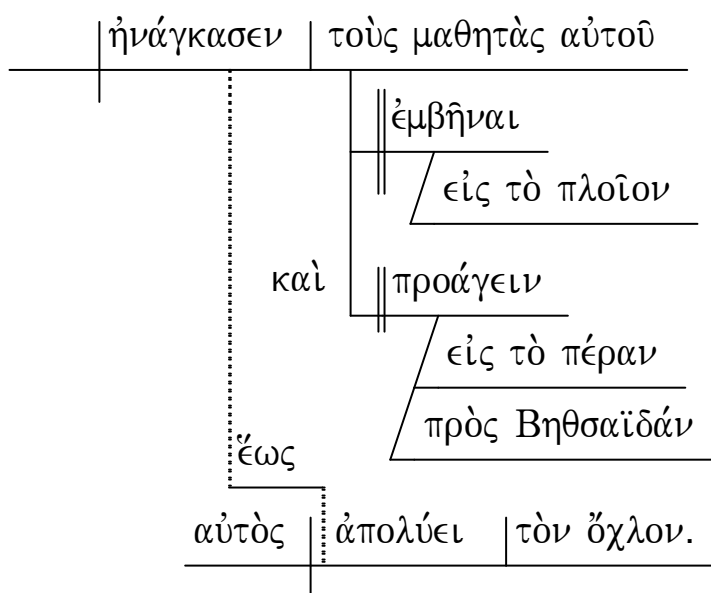 ἠνάγκασεν τοὺς μαθητὰς αὐτοῦ
ἐμβῆναι
εἰς τὸ πλοῖον
καὶ προάγειν
εἰς τὸ πέραν
πρὸς Βηθσαϊδάν
ἕως
αὐτὸς ἀπολύει τὸν ὄχλον.